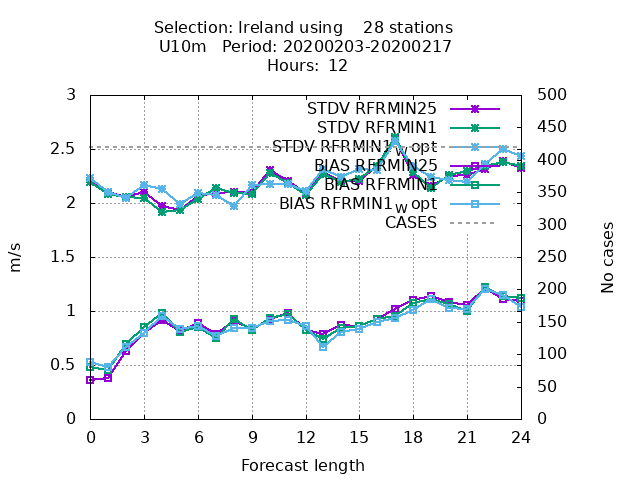 Selection: Ireland using 28 stations
U10m Period: 20200203-20200217
Hours: 12
3
2.5
2
1.5
1
0.5
0
500
450
400
350
300
250
200
150
100
50
0
m/s
No cases
STDV RFRMIN25
STDV RFRMIN1
STDV RFRMIN1_W opt
BIAS RFRMIN25
BIAS RFRMIN1
BIAS RFRMIN1_W opt
CASES
0 3 6 9 12 15 18 21 24
Forecast length